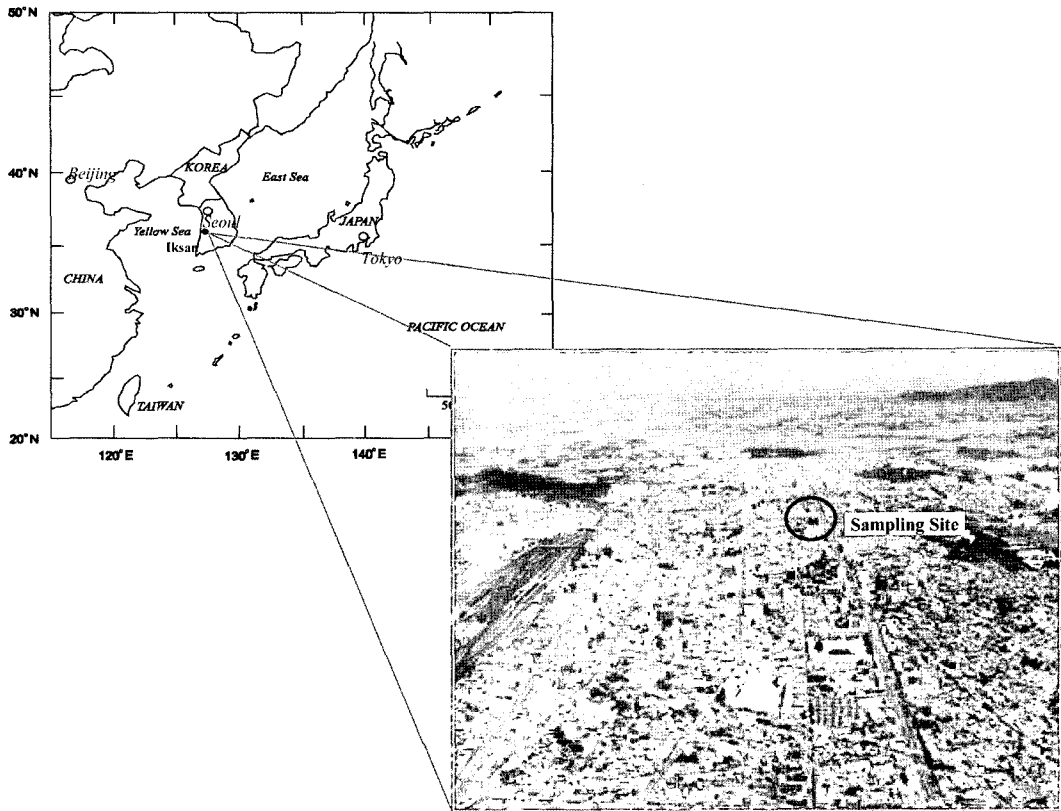 50°N
40°N
30°N
20°N
120°E
130°E
140°E
Beijing
KOREA
East Sea
Seoul
Yellow Sea
Iksan
JAPAN
Tokyo
CHINA
PACIFIC OCEAN
TAIWAN
Sampling Site